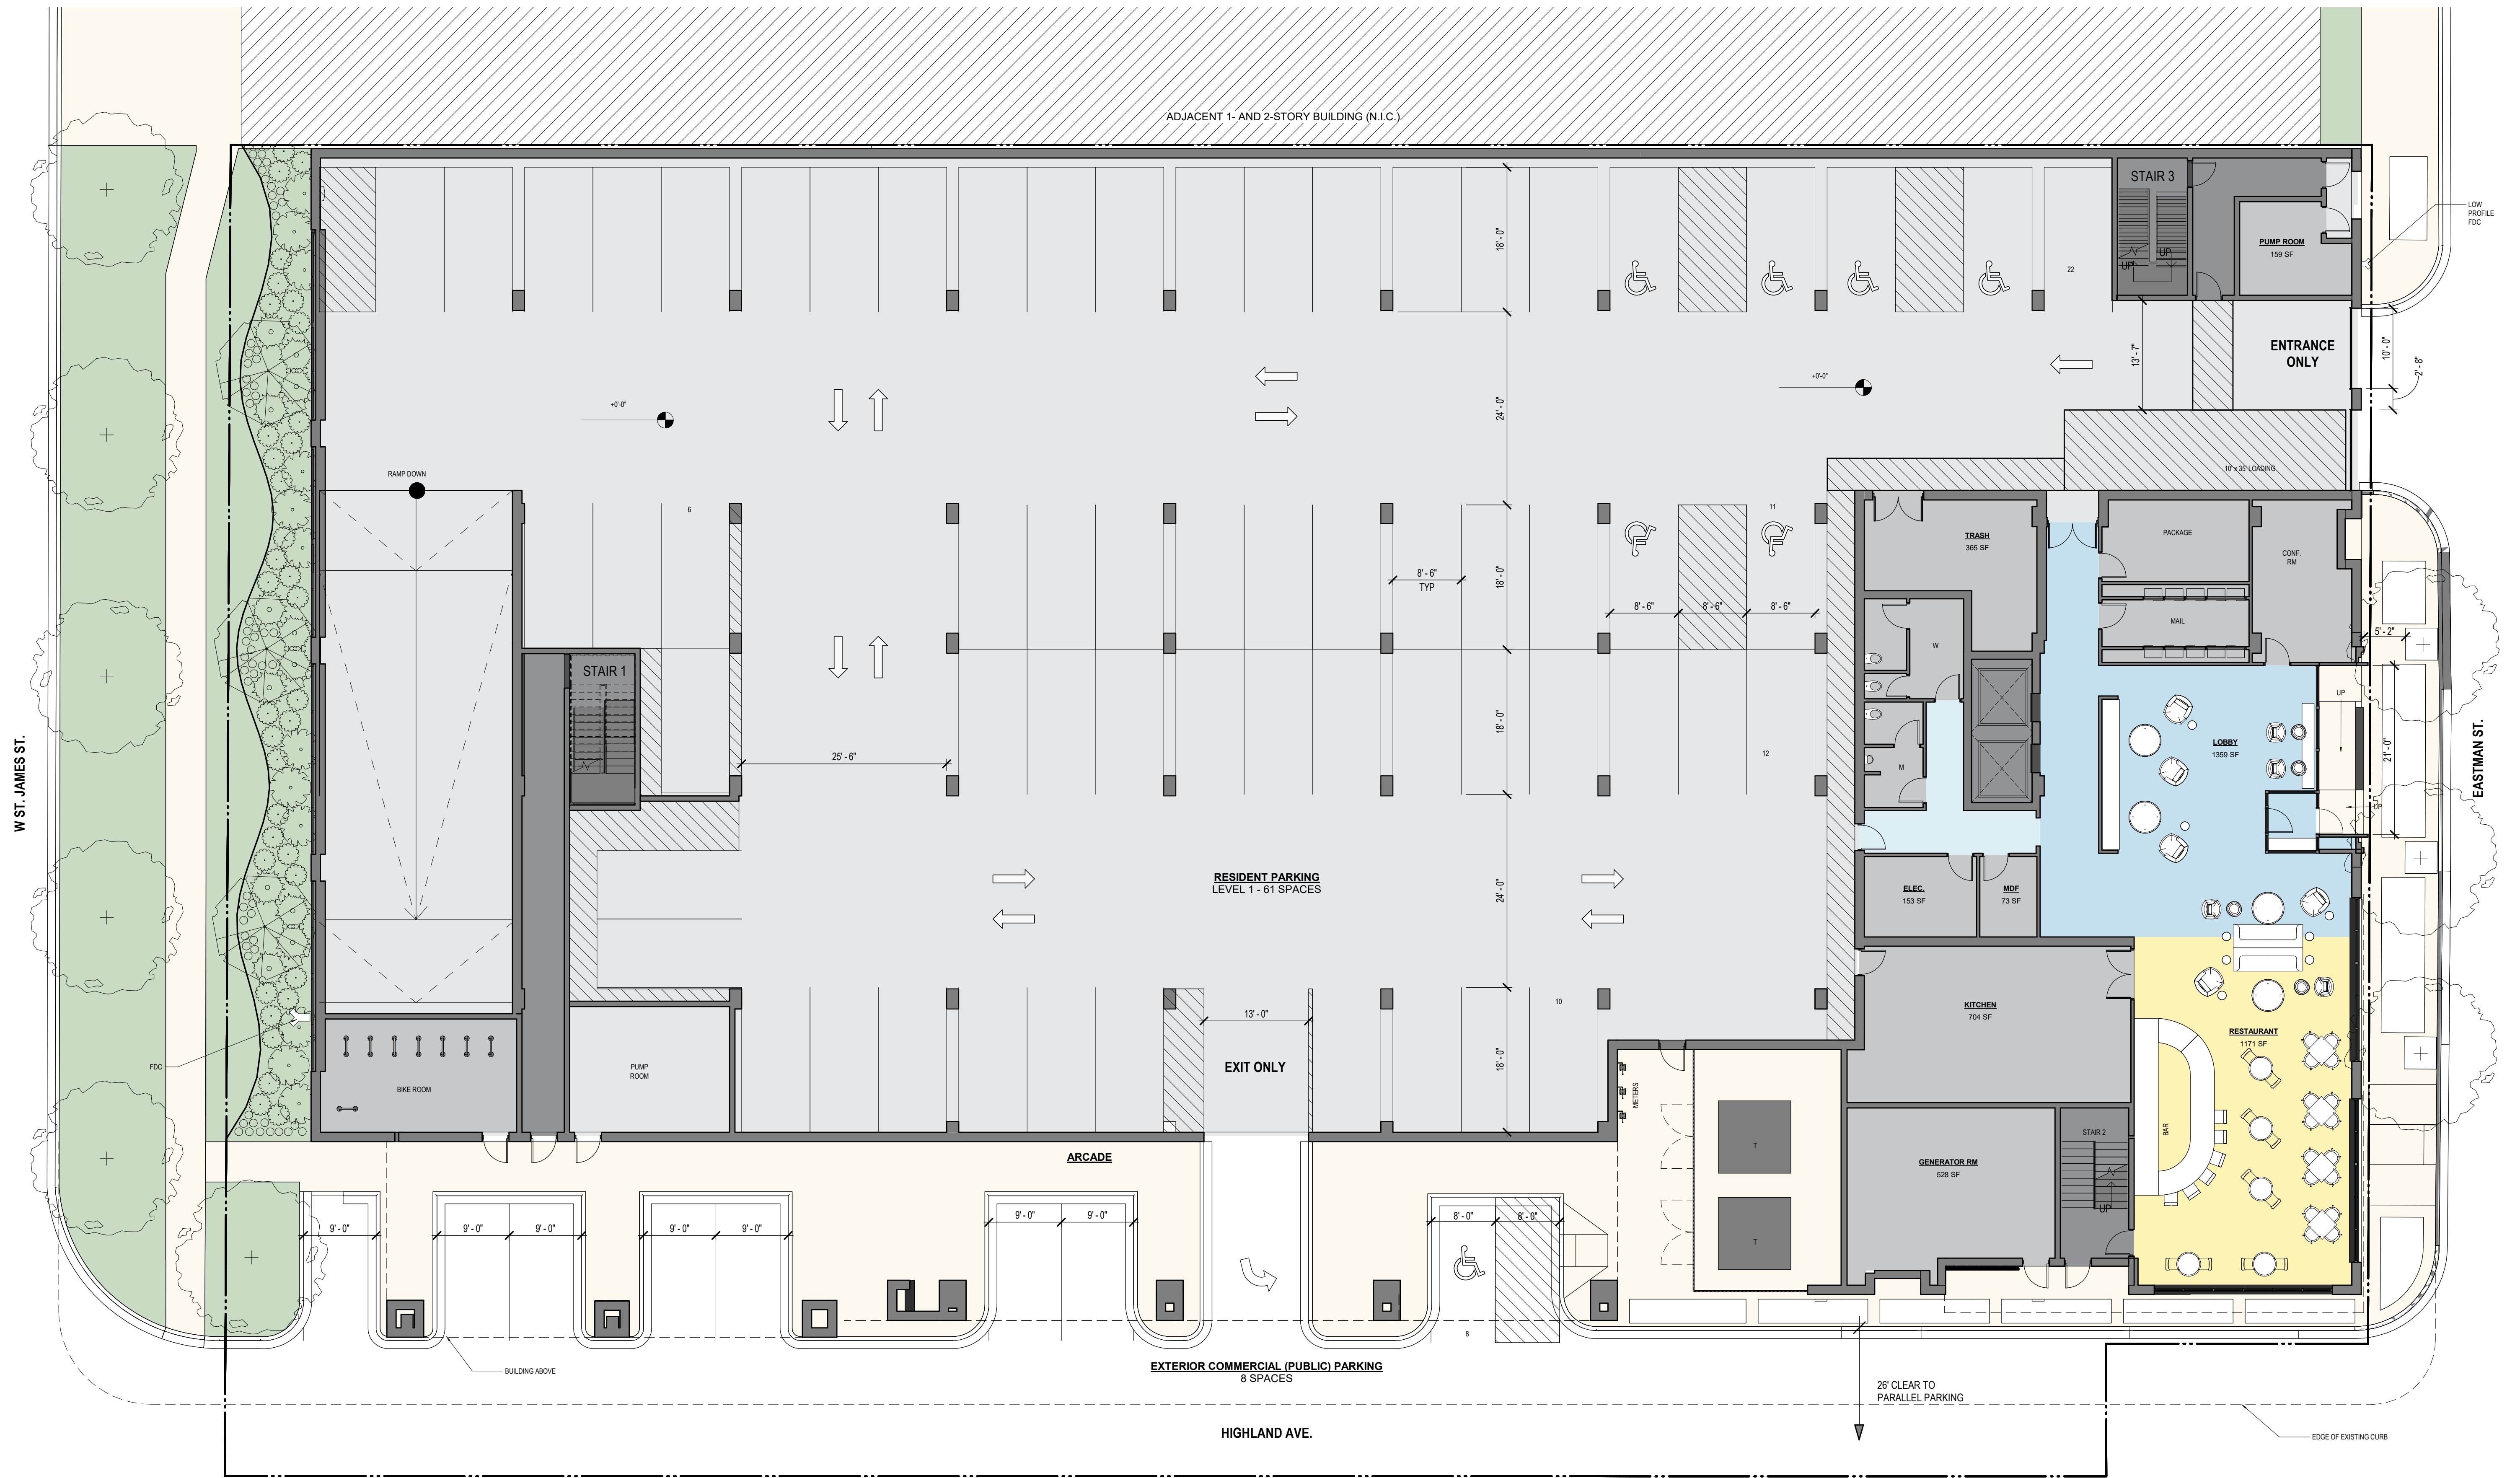 ADJACENT 1- AND 2-STORY BUILDING (N.I.C.)
STAIR 3
UP
UP
PUMP ROOM
159 SF
LOW
PROFILE
FDC
18' - 0"
22
ENTRANCE
ONLY
13' - 7"
10' - 0"
2' - 8"
+0'-0"
+0'-0"
24' - 0"
10' x 35' LOADING
RAMP DOWN
6
11
TRASH
365 SF
PACKAGE
CONF.
RM
MAIL
8' - 6"
TYP
18' - 0"
8' - 6"
8' - 6"
8' - 6"
W
5' - 2"
STAIR 1
UP
LOBBY
1359 SF
21' - 0"
EASTMAN ST.
W ST. JAMES ST.
25' - 6"
18' - 0"
12
M
UP
RESIDENT PARKING
LEVEL 1 - 61 SPACES
24' - 0"
ELEC.
153 SF
MDF
73 SF
10
KITCHEN
704 SF
RESTAURANT
1171 SF
13' - 0"
EXIT ONLY
18' - 0"
FDC
BIKE ROOM
PUMP
ROOM
METERS
T
BAR
STAIR 2
UP
GENERATOR RM
528 SF
ARCADE
9' - 0"
9' - 0"
9' - 0"
9' - 0"
9' - 0"
9' - 0"
9' - 0"
8' - 0"
8' - 0"
T
8
BUILDING ABOVE
EXTERIOR COMMERCIAL (PUBLIC) PARKING
8 SPACES
26' CLEAR TO
PARALLEL PARKING
HIGHLAND AVE.
EDGE OF EXISTING CURB